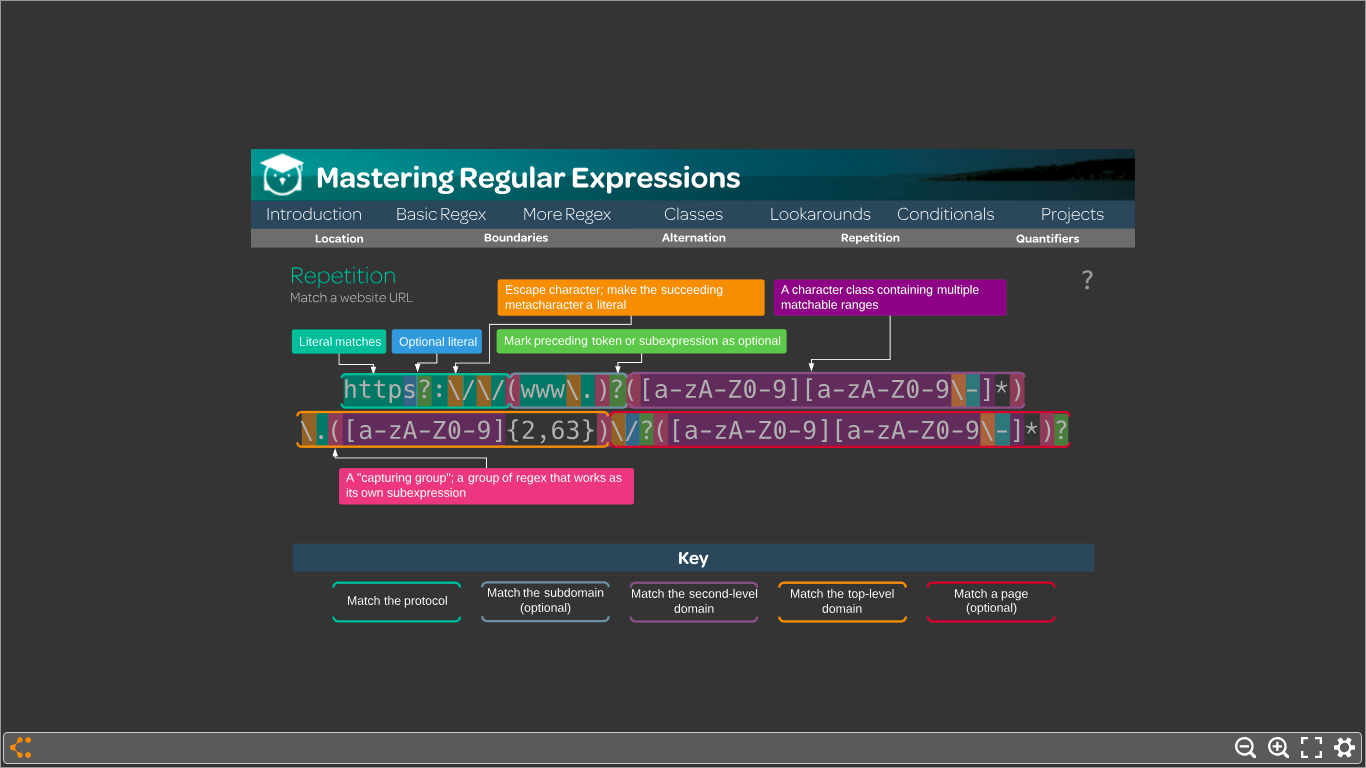 Mastering Regular Expressions
Introduction Basic Regex More Regex Classes Lookarounds Conditionals Projects
Location Boundaries Alternation Repetition Quantifiers
Repetition
Match a website URL
?
Escape character; make the succeeding
metacharacter a literal
A character class containing multiple
matchable ranges
Literal matches
Optional literal
Mark preceding token or subexpression as optional
https?:\/\/(www\.)?([a-zA-Z0-9][a-zA-Z0-9\-]*)
\.([a-zA-Z0-9]{2,63})\/?([a-zA-Z0-9][a-zA-Z0-9\-]*)?
A "capturing group"; a group of regex that works as
its own subexpression
Key
Match the protocol
Match the subdomain
(optional)
Match the second-level
domain
Match the top-level
domain
Match a page
(optional)